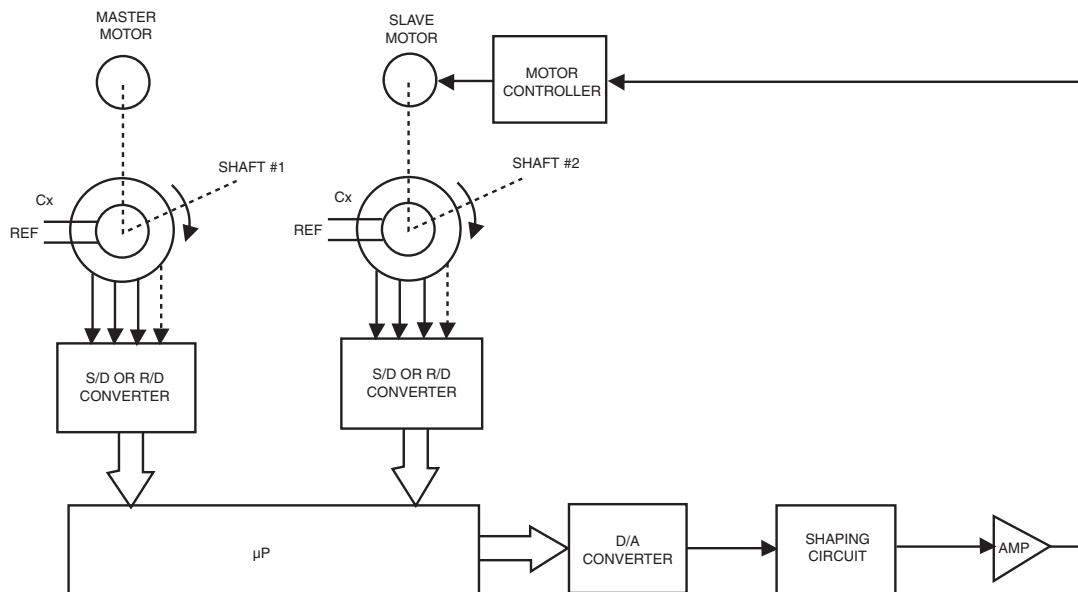 MASTER
MOTOR
SLAVE
MOTOR
MOTOR
CONTROLLER
SHAFT #1
SHAFT #2
Cx
REF
Cx
REF
S/D OR R/D
CONVERTER
S/D OR R/D
CONVERTER
µP
D/A
CONVERTER
SHAPING
CIRCUIT
AMP